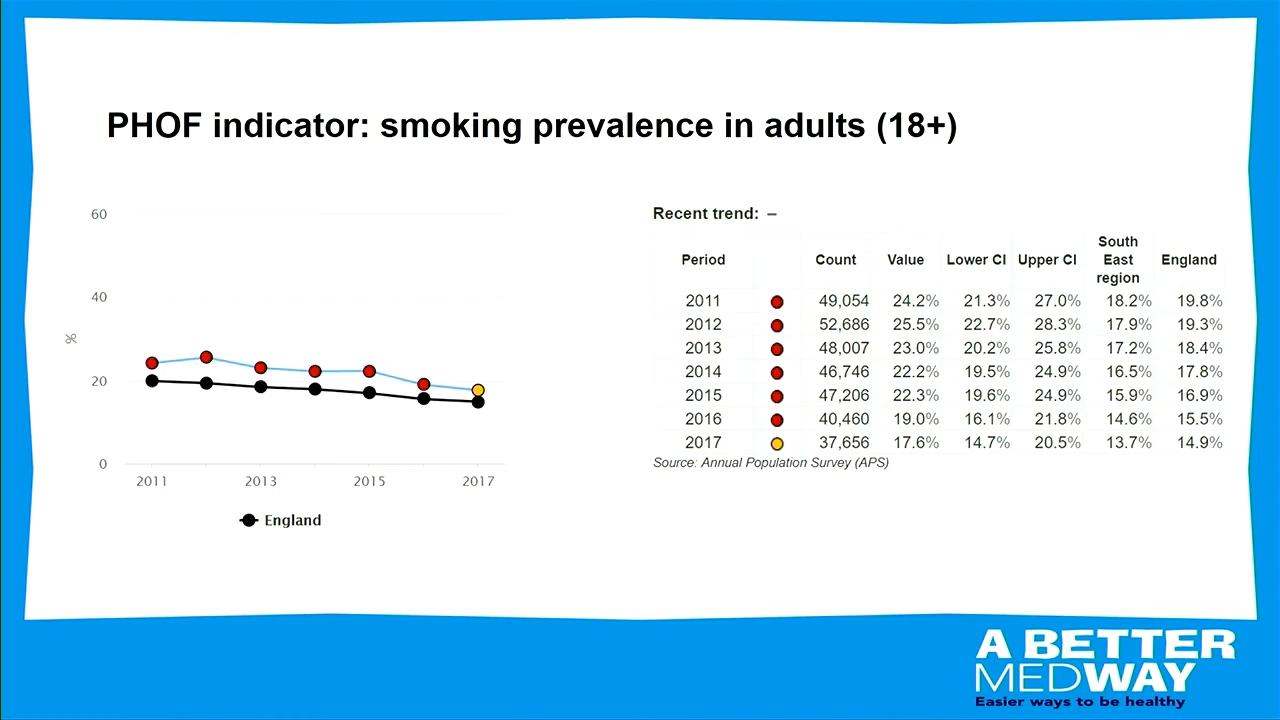 PHOF indicator: smoking prevalence in adults (18+)
60
40
%
20
0
2011 2013 2015 2017
England
Recent trend: –
Period Count Value Lower CI Upper CI South East region England
2011 49,054 24.2% 21.3% 27.0% 18.2% 19.8%
2012 52,686 25.5% 22.7% 28.3% 17.9% 19.3%
2013 48,007 23.0% 20.2% 25.8% 17.2% 18.4%
2014 46,746 22.2% 19.5% 24.9% 16.5% 17.8%
2015 47,206 22.3% 19.6% 24.9% 15.9% 16.9%
2016 40,460 19.0% 16.1% 21.8% 14.6% 15.5%
2017 37,656 17.6% 14.7% 20.5% 13.7% 14.9%
Source: Annual Population Survey (APS)
A BETTER
MEDWAY
Easier ways to be healthy